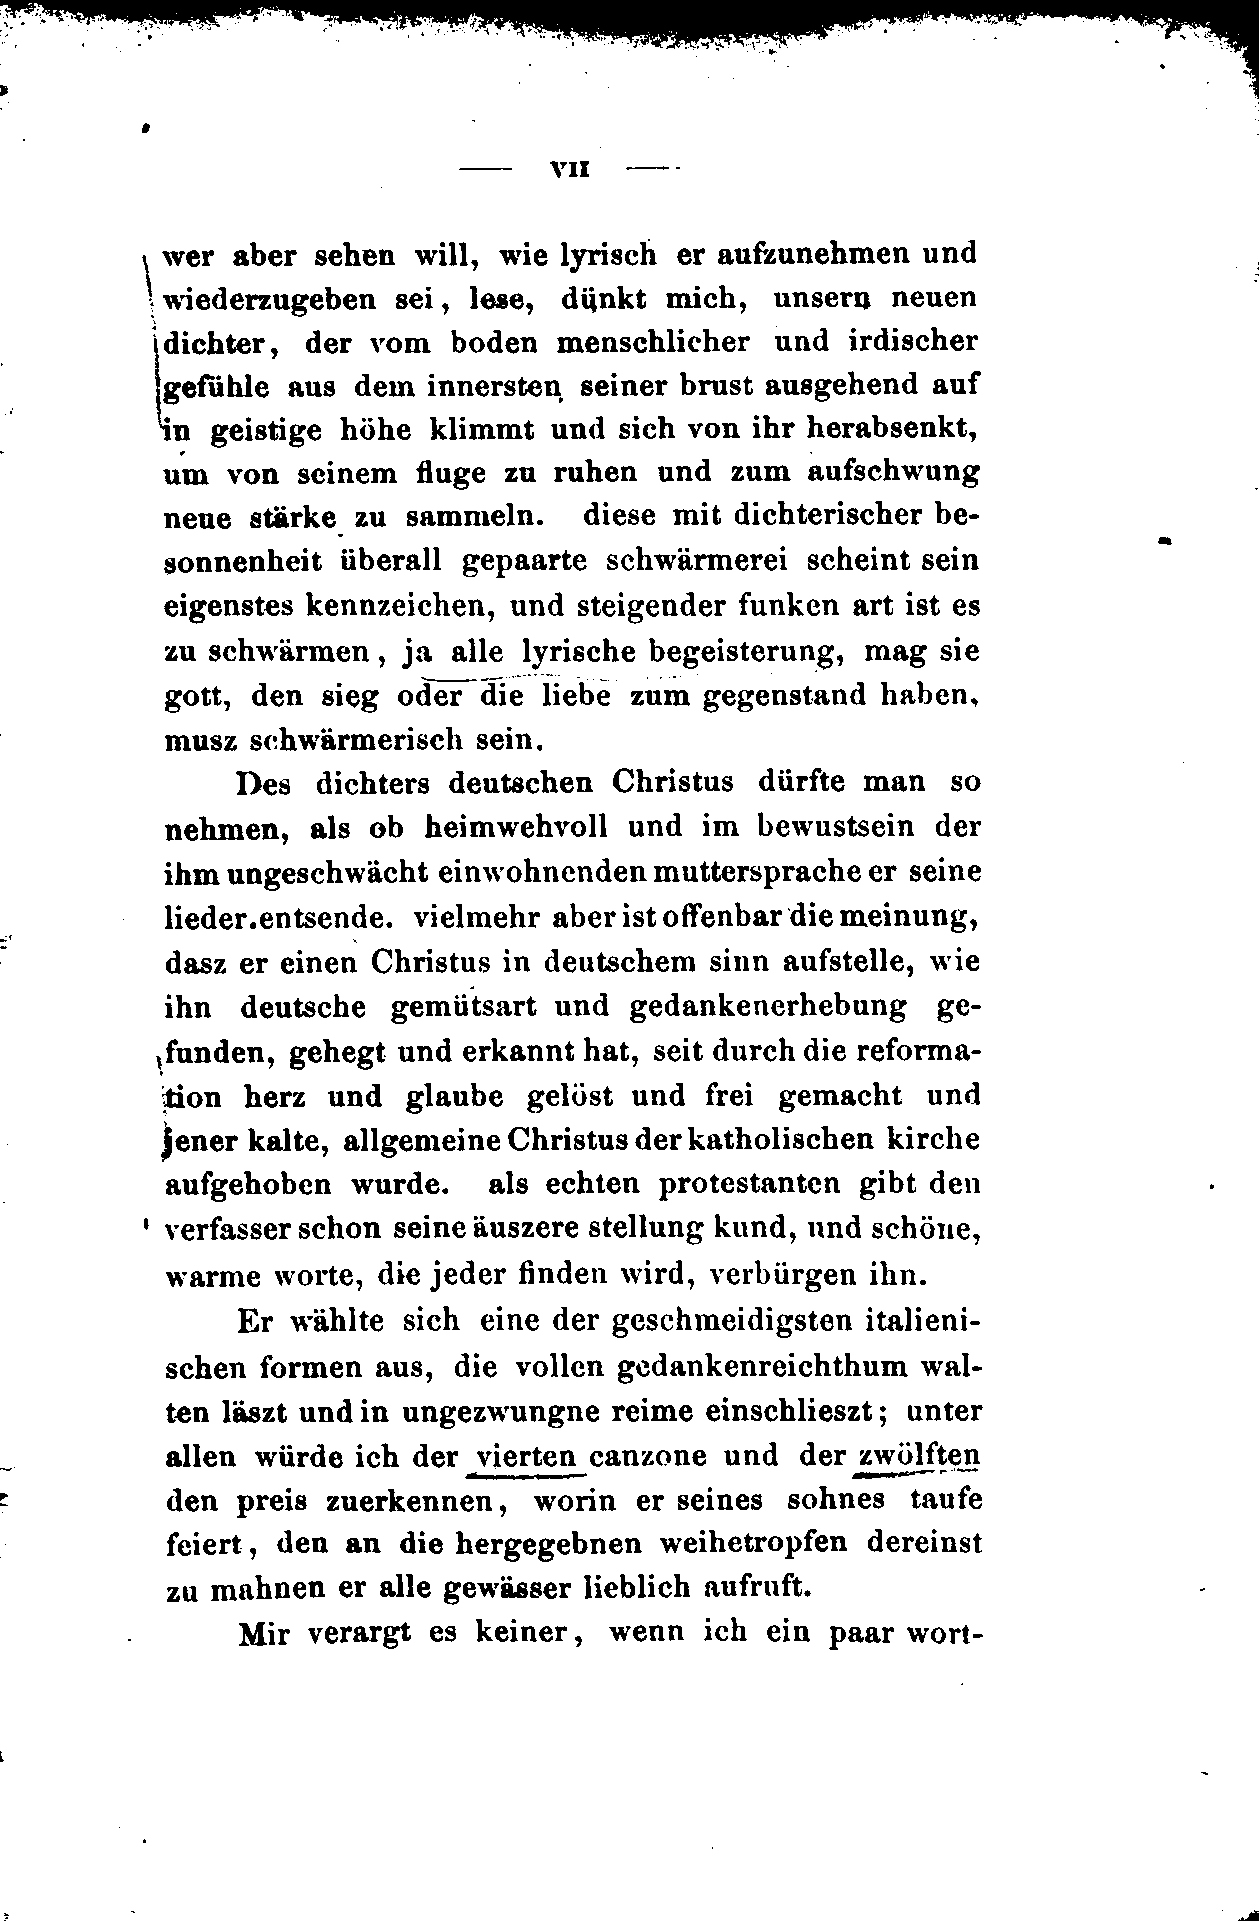 VII
wer aber sehen will, wie lyrisch er aufzunehmen und
wiederzugeben sei, lese, dünkt mich, unsern neuen
dichter, der vom boden menschlicher und irdischer
gefühle aus dem innersten seiner brust ausgehend auf
in geistige höhe klimmt und sich von ihr herabsenkt,
um von seinem fluge zu ruhen und zum aufschwung
neue stärke zu sammeln. diese mit dichterischer be-
sonnenheit überall gepaarte schwärmerei scheint sein
eigenstes kennzeichen, und steigender funken art ist es
zu schwärmen, ja alle lyrische begeisterung, mag sie
gott, den sieg oder die liebe zum gegenstand haben,
musz schwärmerisch sein.
Des dichters deutschen Christus dürfte man so
nehmen, als ob heimwehvoll und im bewustsein der
ihm ungeschwächt einwohnenden muttersprache er seine
lieder entsende. vielmehr aber ist offenbar die meinung,
dasz er einen Christus in deutschem sinn aufstelle, wie
ihn deutsche gemütsart und gedankenerhebung ge-
funden, gehegt und erkannt hat, seit durch die reforma-
tion herz und glaube gelöst und frei gemacht und
jener kalte, allgemeine Christus der katholischen kirche
aufgehoben wurde. als echten protestanten gibt den
verfasser schon seine äuszere stellung kund, und schöne,
warme worte, die jeder finden wird, verbürgen ihn.
Er wählte sich eine der geschmeidigsten italieni-
schen formen aus, die vollen gedankenreichthum wal-
ten läszt und in ungezwungne reime einschlieszt; unter
allen würde ich der vierten canzone und der zwölften
den preis zuerkennen, worin er seines sohnes taufe
feiert, den an die hergegebnen weihetropfen dereinst
zu mahnen er alle gewässer lieblich aufruft.
Mir verargt es keiner, wenn ich ein paar wort-